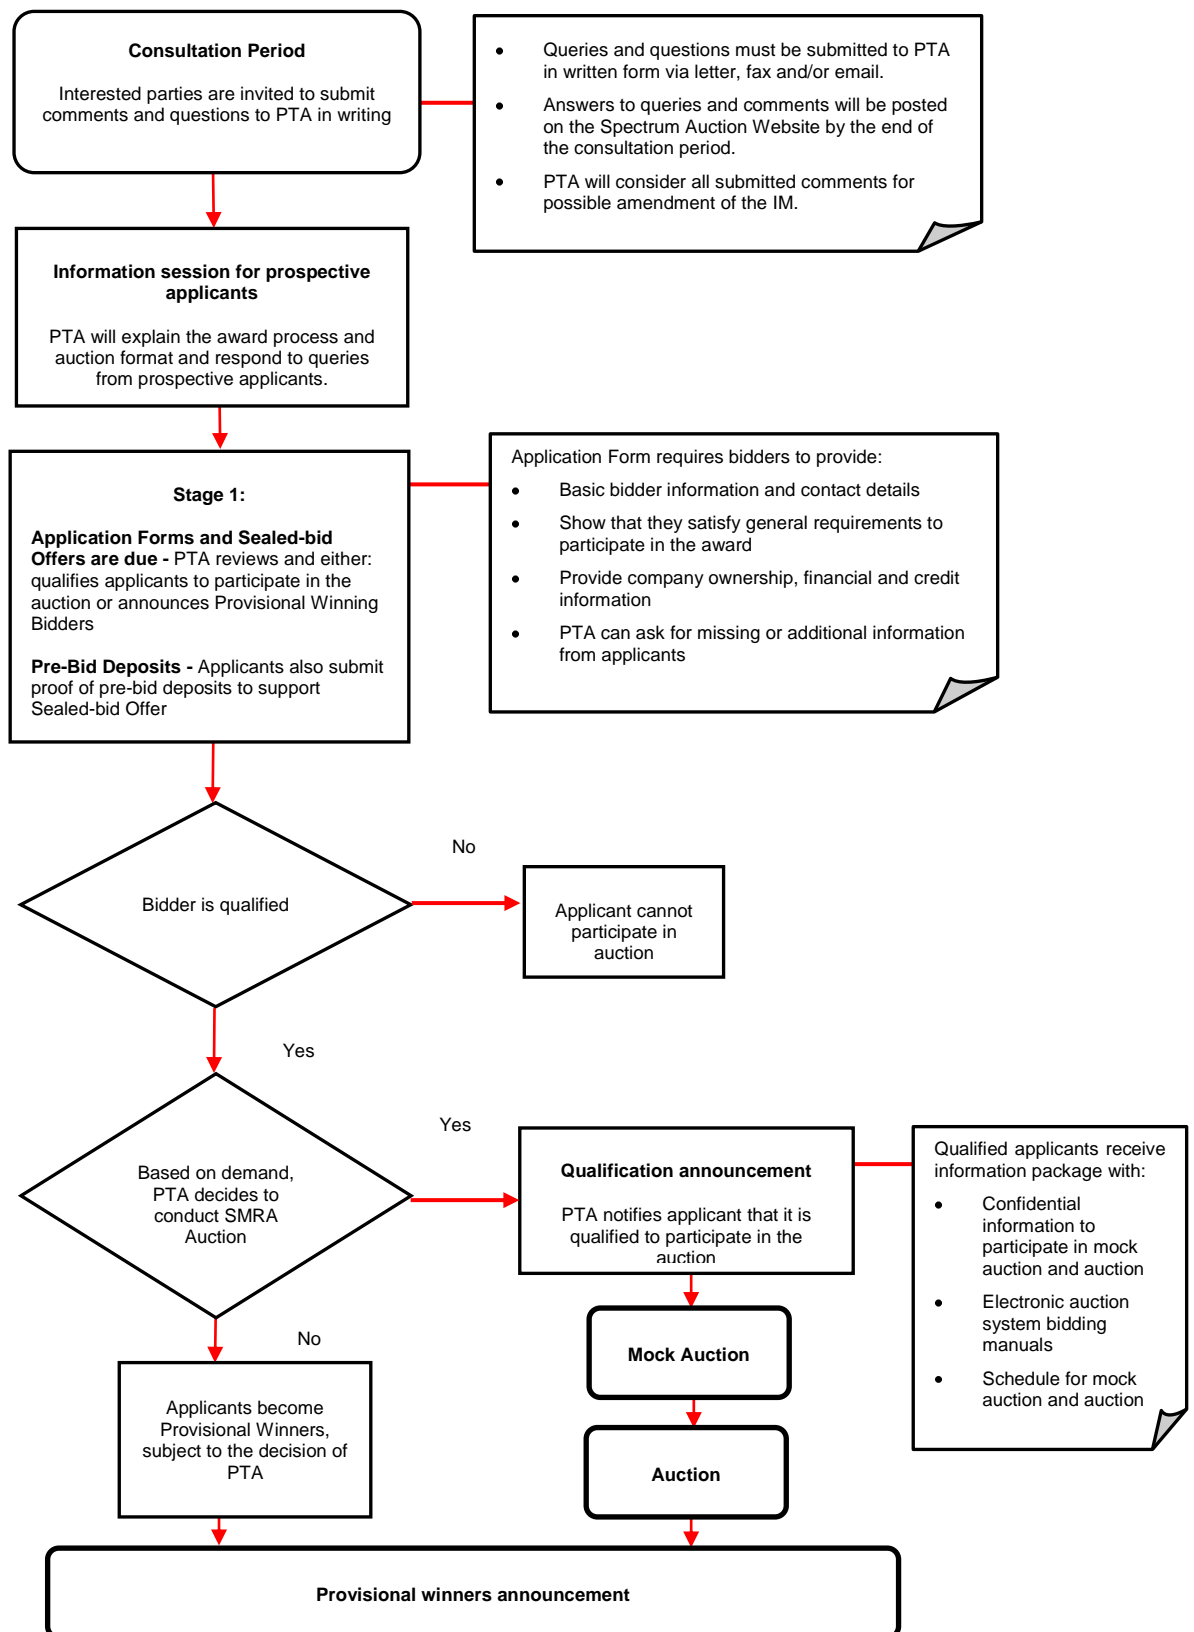 Consultation Period
Interested parties are invited to submit
comments and questions to PTA in writing
• Queries and questions must be submitted to PTA
in written form via letter, fax and/or email.
• Answers to queries and comments will be posted
on the Spectrum Auction Website by the end of
the consultation period.
• PTA will consider all submitted comments for
possible amendment of the IM.
Information session for prospective
applicants
PTA will explain the award process and
auction format and respond to queries
from prospective applicants.
Stage 1:
Application Forms and Sealed-bid
Offers are due - PTA reviews and either:
qualifies applicants to participate in the
auction or announces Provisional Winning
Bidders
Pre-Bid Deposits - Applicants also submit
proof of pre-bid deposits to support
Sealed-bid Offer
Application Form requires bidders to provide:
• Basic bidder information and contact details
• Show that they satisfy general requirements to
participate in the award
• Provide company ownership, financial and credit
information
• PTA can ask for missing or additional information
from applicants
Bidder is qualified
No
Applicant cannot
participate in
auction
Yes
Based on demand,
PTA decides to
conduct SMRA
Auction
Yes
Qualification announcement
PTA notifies applicant that it is
qualified to participate in the
auction
Qualified applicants receive
information package with:
• Confidential
information to
participate in mock
auction and auction
• Electronic auction
system bidding
manuals
• Schedule for mock
auction and auction
No
Mock Auction
Applicants become
Provisional Winners,
subject to the decision of
PTA
Auction
Provisional winners announcement